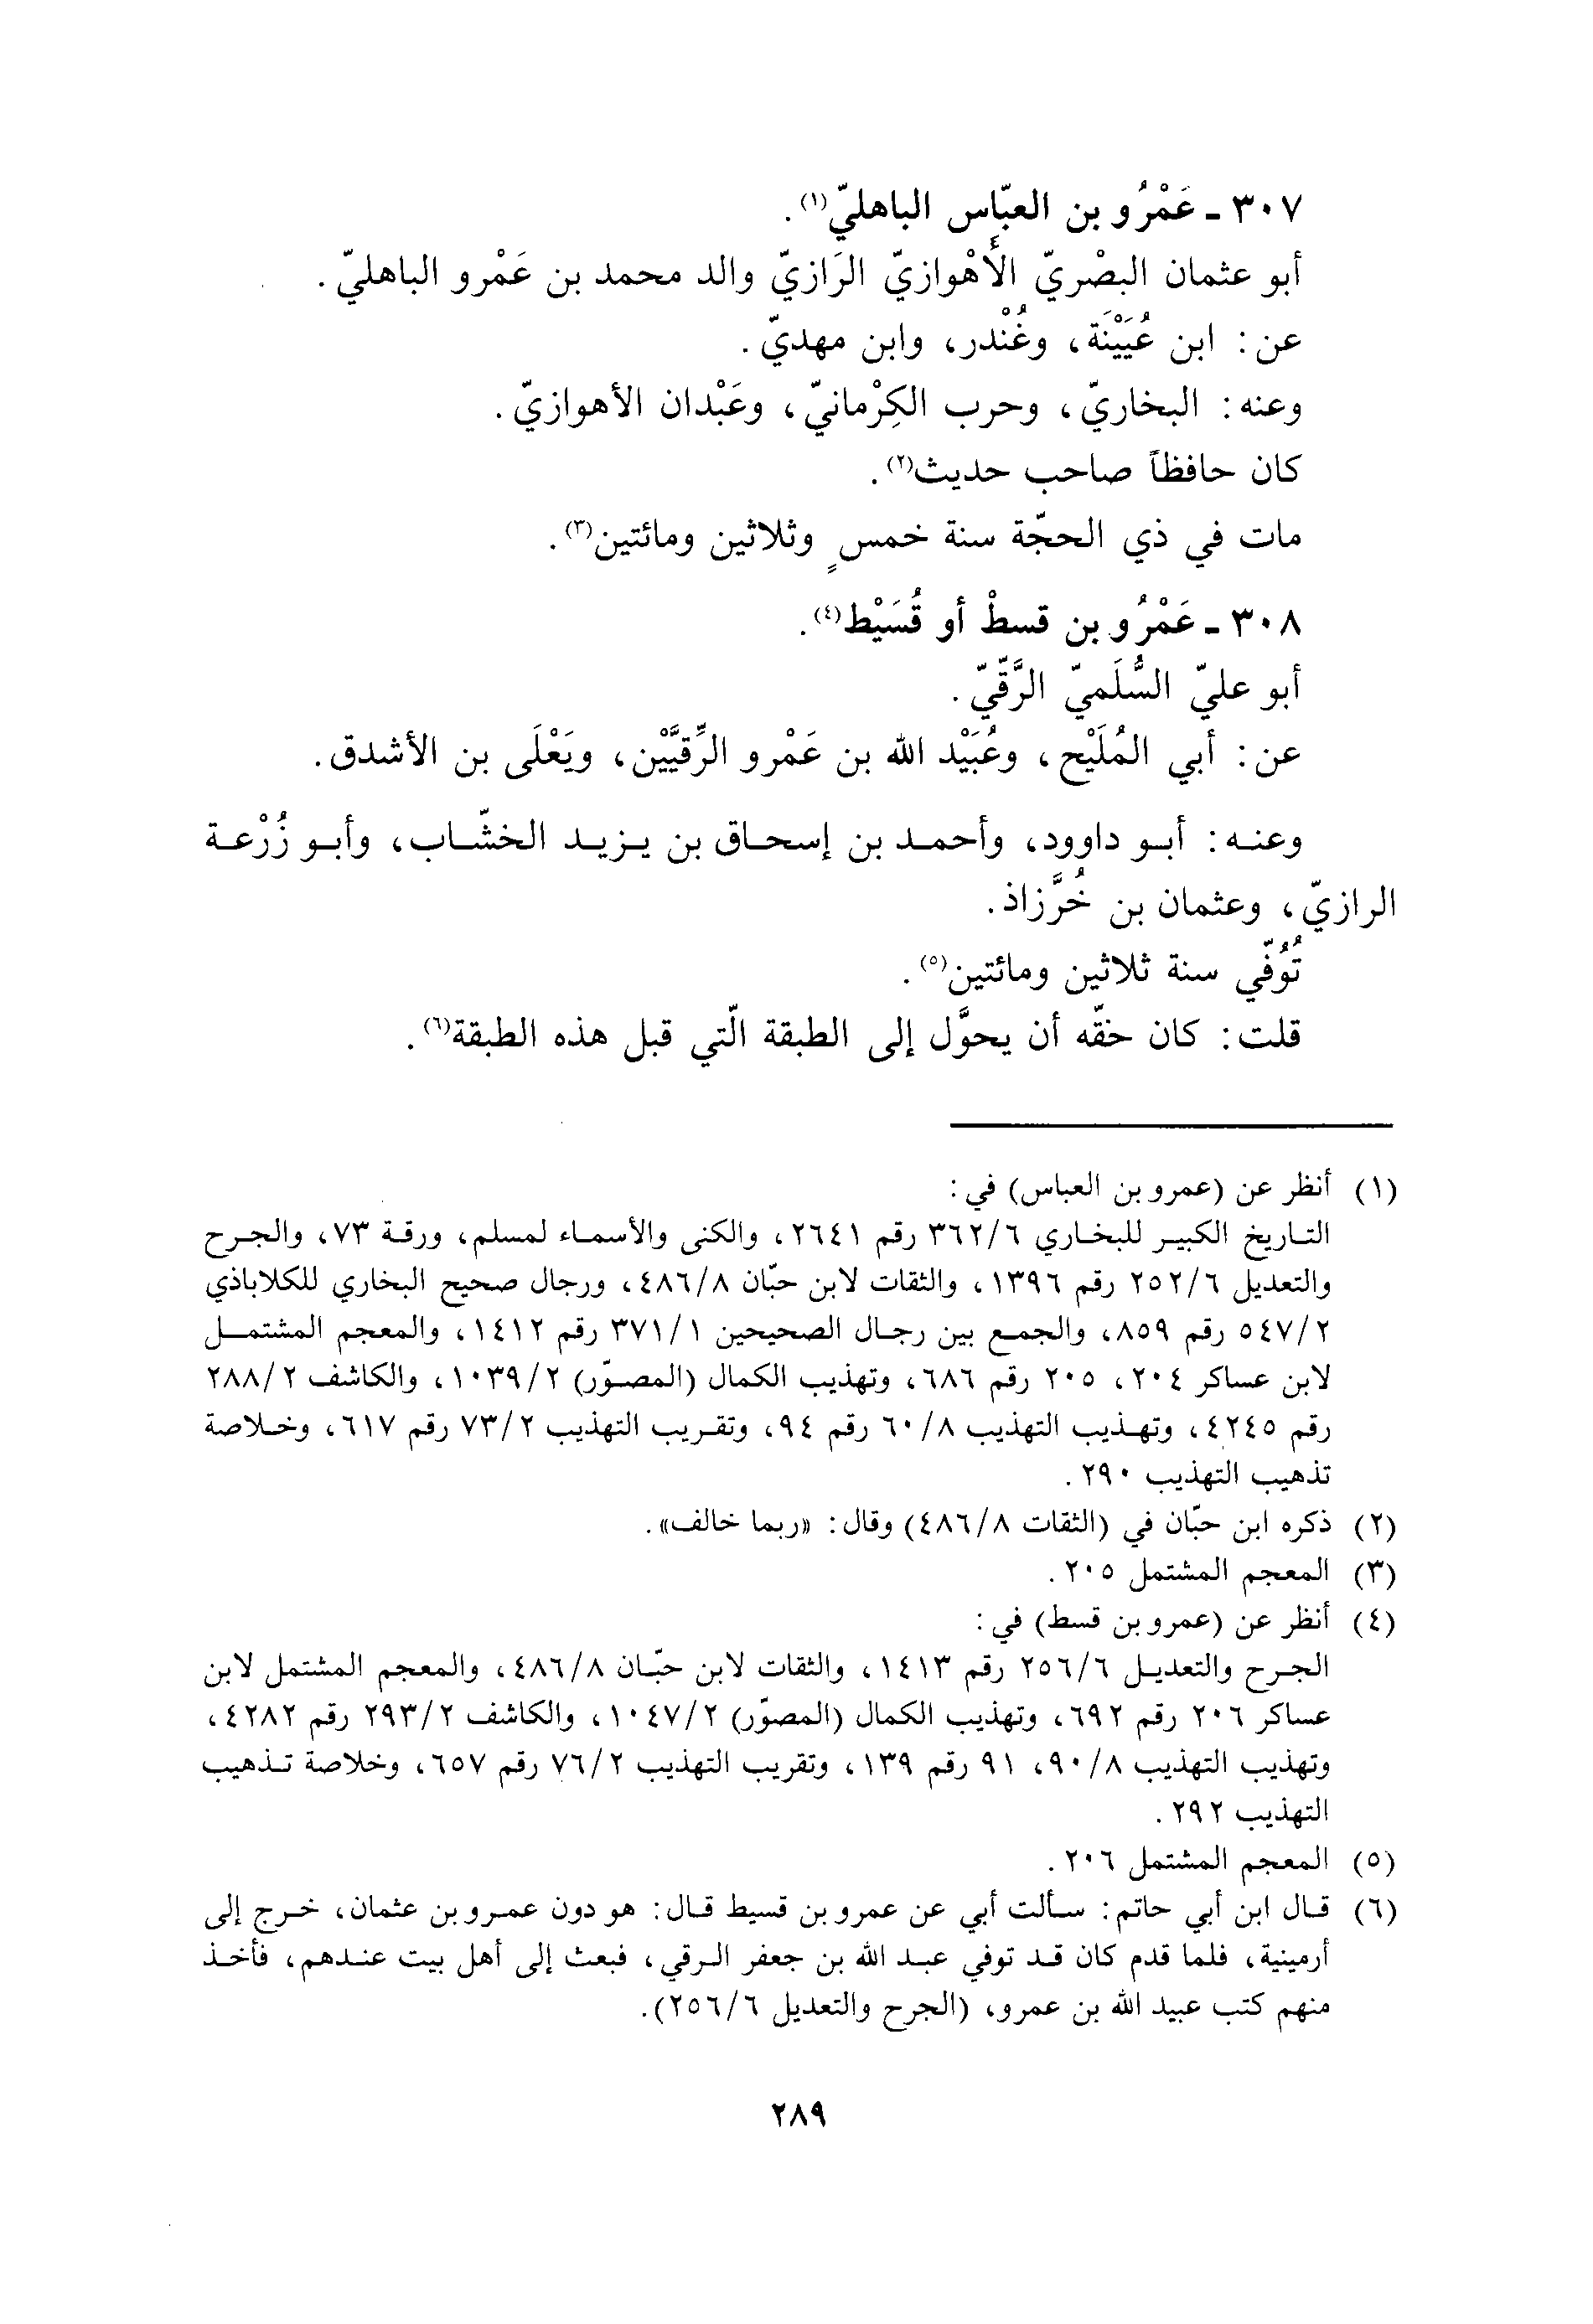 ٣٠٧ ـ عَمْرُو بن العبّاس الباهليّ(١).
أبو عثمان البصْريّ الأَهْوازيّ الرَازيّ والد محمد بن عَمْرو الباهليّ.
عن: ابن عُيَيْنَة، وغُنْدر، وابن مهديّ.
وعنه: البخاريّ، وحرب الكِرْمانيّ، وعَبْدان الأهوازيّ.
كان حافظاً صاحب حديث(٢).
مات في ذي الحجّة سنة خمسٍ وثلاثين ومائتين(٣).
٣٠٨ ـ عَمْرُو بن قسطْ أو قُسَيْط(٤).
أبو عليّ السُّلَميّ الرَّقّيّ.
عن: أبي المُلَيْح، وعُبَيْد الله بن عَمْرو الرِّقيَّيْن، ويَعْلَى بن الأشدق.
وعنه: أبو داوود، وأحمد بن إسحاق بن يزيد الخشّاب، وأبو زُرْعة
الرازيّ، وعثمان بن خُرَّزاذ.
تُوُفّي سنة ثلاثين ومائتين(٥).
قلت: كان حقّه أن يحوَّل إلى الطبقة الّتي قبل هذه الطبقة(٦).
(١) أنظر عن (عمرو بن العباس) في:
التاريخ الكبير للبخاري ٣٦٢/٦ رقم ٢٦٤١، والكنى والأسماء لمسلم، ورقة ٧٣، والجرح
والتعديل ٢٥٢/٦ رقم ١٣٩٦، والثقات لابن حبّان ٤٨٦/٨، ورجال صحيح البخاري للكلاباذي
٥٤٧/٢ رقم ٨٥٩، والجمع بين رجال الصحيحين ٣٧١/١ رقم ١٤١٢، والمعجم المشتمل
لابن عساكر ٢٠٤، ٢٠٥ رقم ٦٨٦، وتهذيب الكمال (المصوّر) ١٠٣٩/٢، والكاشف ٢٨٨/٢
رقم ٤٢٤٥، وتهذيب التهذيب ٦٠/٨ رقم ٩٤، وتقريب التهذيب ٧٣/٢ رقم ٦١٧، وخلاصة
تذهيب التهذيب ٢٩٠.
(٢) ذكره ابن حبّان في (الثقات ٤٨٦/٨) وقال: «ربما خالف».
(٣) المعجم المشتمل ٢٠٥.
(٤) أنظر عن (عمرو بن قسط) في:
الجرح والتعديل ٢٥٦/٦ رقم ١٤١٣، والثقات لابن حبّان ٤٨٦/٨، والمعجم المشتمل لابن
عساكر ٢٠٦ رقم ٦٩٢، وتهذيب الكمال (المصوّر) ١٠٤٧/٢، والكاشف ٢٩٣/٢ رقم ٤٢٨٢،
وتهذيب التهذيب ٩٠/٨، ٩١ رقم ١٣٩، وتقريب التهذيب ٧٦/٢ رقم ٦٥٧، وخلاصة تذهيب
التهذيب ٢٩٢.
(٥) المعجم المشتمل ٢٠٦.
(٦) قال ابن أبي حاتم: سألت أبي عن عمرو بن قسيط قال: هو دون عمرو بن عثمان، خرج إلى
أرمينية، فلما قدم كان قد توفي عبد الله بن جعفر الرقي، فبعث إلى أهل بيت عندهم، فأخذ
منهم كتب عبيد الله بن عمرو، (الجرح والتعديل ٢٥٦/٦).
٢٨٩